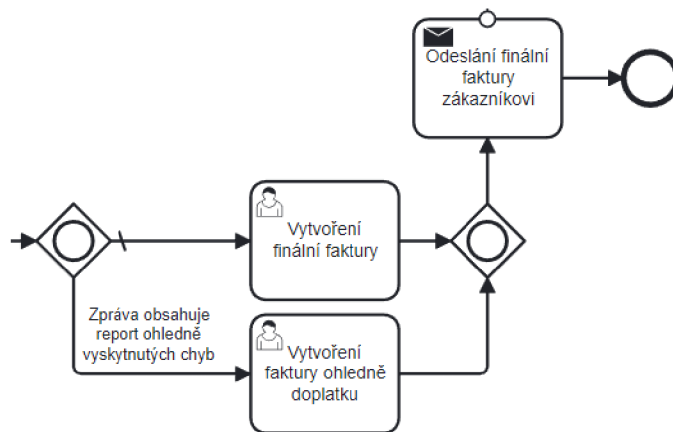 Odeslání finální
faktury
zákazníkovi
Vytvoření
finální faktury
Zpráva obsahuje
report ohledně
vyskytnutých chyb
Vytvoření
faktury ohledně
doplatku